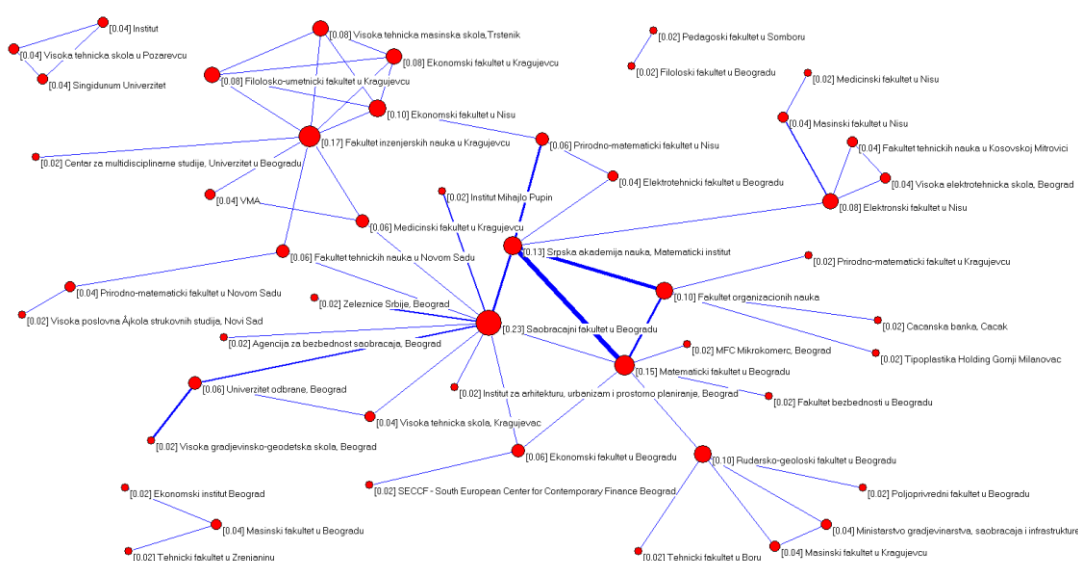 [0.04] Institut
[0.08] Visoka tehnicka masinska skola,Trstenik
[0.02] Pedagoski fakultet u Somboru
[0.04] Visoka tehnicka skola u Pozarevcu
[0.08] Ekonomski fakultet u Kragujevcu
[0.02] Filoloski fakultet u Beogradu
[0.04] Singidunum Univerzitet
[0.08] Filolosko-umetnicki fakultet u Kragujevcu
[0.02] Medicinski fakultet u Nisu
[0.10] Ekonomski fakultet u Nisu
[0.04] Masinski fakultet u Nisu
[0.17] Fakultet inzenjerskih nauka u Kragujevcu
[0.06] Prirodno-matematicki fakultet u Nisu
[0.04] Fakultet tehnickih nauka u Kosovskoj Mitrovici
[0.02] Centar za multidisciplinarne studije, Univerzitet u Beogradu
[0.04] Elektrotehnicki fakultet u Beogradu
[0.04] Visoka elektrotehnicka skola, Beograd
[0.04] VMA
[0.02] Institut Mihajlo Pupin
[0.08] Elektronski fakultet u Nisu
[0.06] Medicinski fakultet u Kragujevcu
[0.13] Srpska akademija nauka, Matematicki institut
[0.06] Fakultet tehnickih nauka u Novom Sadu
[0.02] Prirodno-matematicki fakultet u Kragujevcu
[0.04] Prirodno-matematicki fakultet u Novom Sadu
[0.02] Zeleznice Srbije, Beograd
[0.10] Fakultet organizacionih nauka
[0.02] Visoka poslovna Åjkola strukovnih studija, Novi Sad
[0.23] Saobracajni fakultet u Beogradu
[0.02] Cacanska banka, Cacak
[0.02] Agencija za bezbednost saobracaja, Beograd
[0.02] MFC Mikrokomerc, Beograd
[0.02] Tipoplastika Holding Gornji Milanovac
[0.15] Matematicki fakultet u Beogradu
[0.06] Univerzitet odbrane, Beograd
[0.02] Institut za arhitekturu, urbanizam i prostorno planiranje, Beograd
[0.02] Fakultet bezbednosti u Beogradu
[0.04] Visoka tehnicka skola, Kragujevac
[0.02] Visoka gradjevinsko-geodetska skola, Beograd
[0.06] Ekonomski fakultet u Beogradu
[0.10] Rudarsko-geoloski fakultet u Beogradu
[0.02] SECCF - South European Center for Contemporary Finance Beograd
[0.02] Ekonomski institut Beograd
[0.02] Poljoprivredni fakultet u Beogradu
[0.04] Masinski fakultet u Beogradu
[0.04] Ministarstvo gradjevinarstva, saobracaja i infrastrukture
[0.02] Tehnicki fakultet u Zrenjaninu
[0.02] Tehnicki fakultet u Boru
[0.04] Masinski fakultet u Kragujevcu